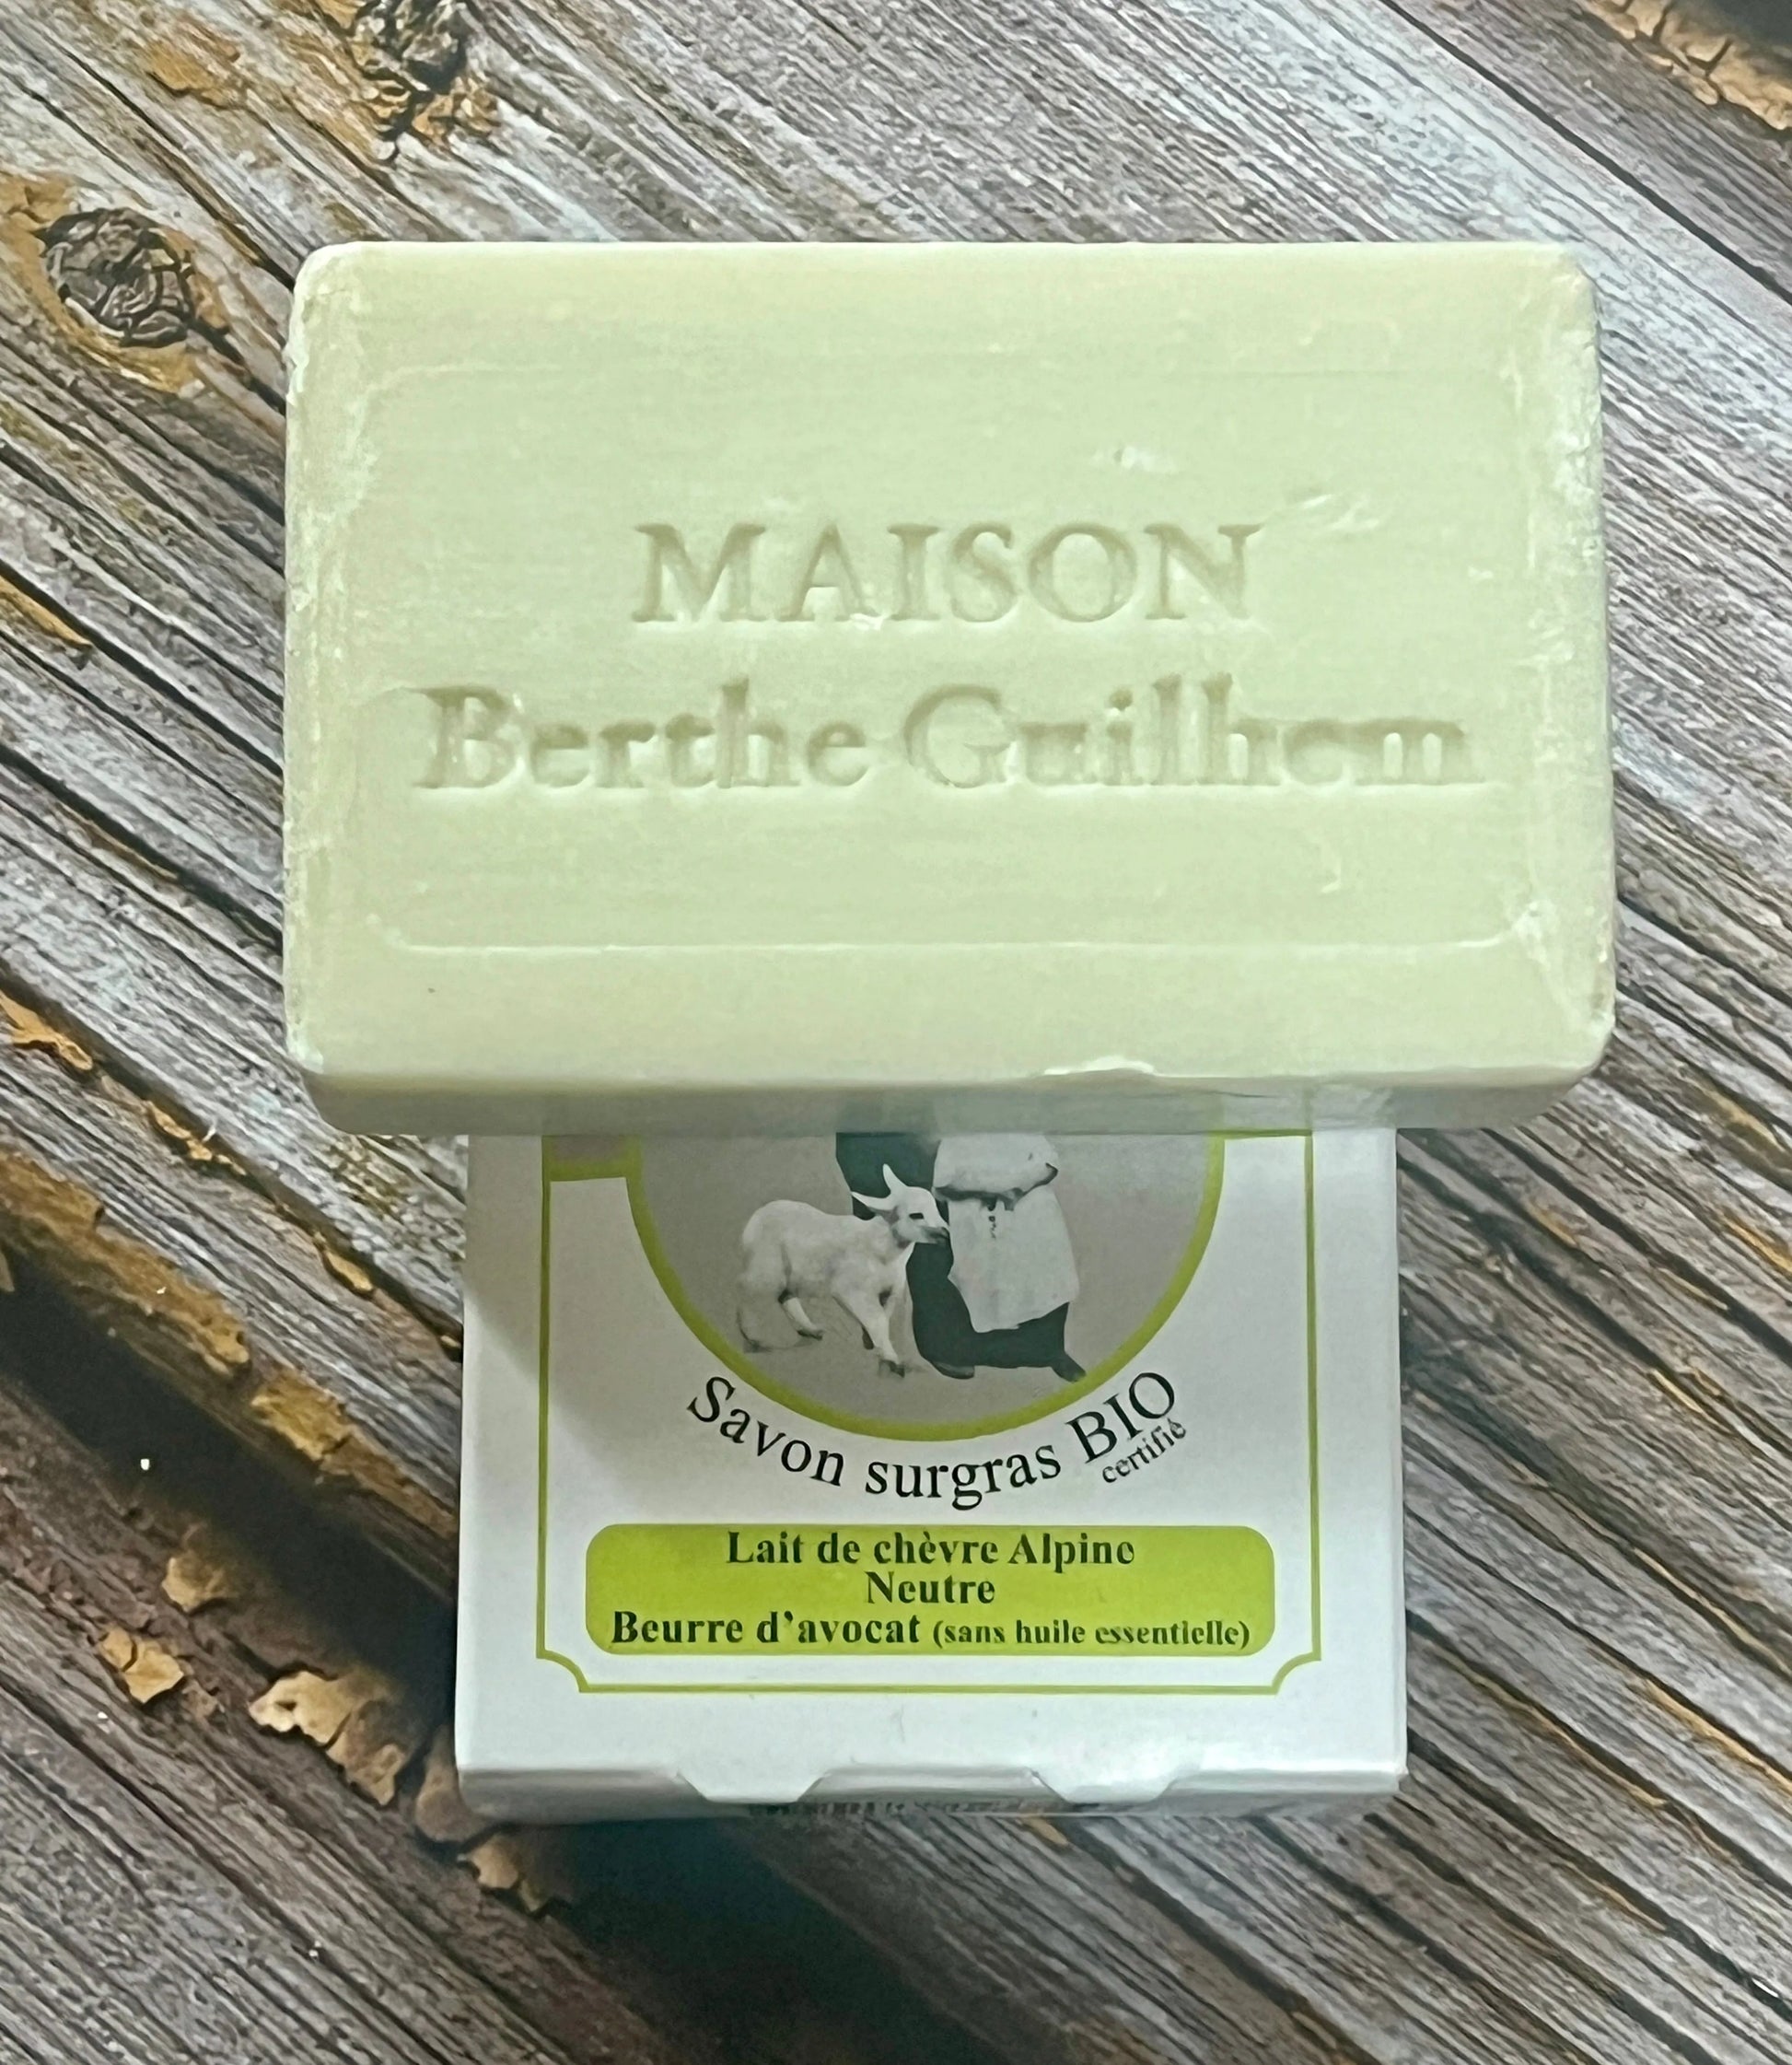 MAISON
Berthe Guilhem
Savon surgras BIO
certifié
Lait de chèvre Alpine
Neutre
Beurre d'avocat (sans huile essentielle)